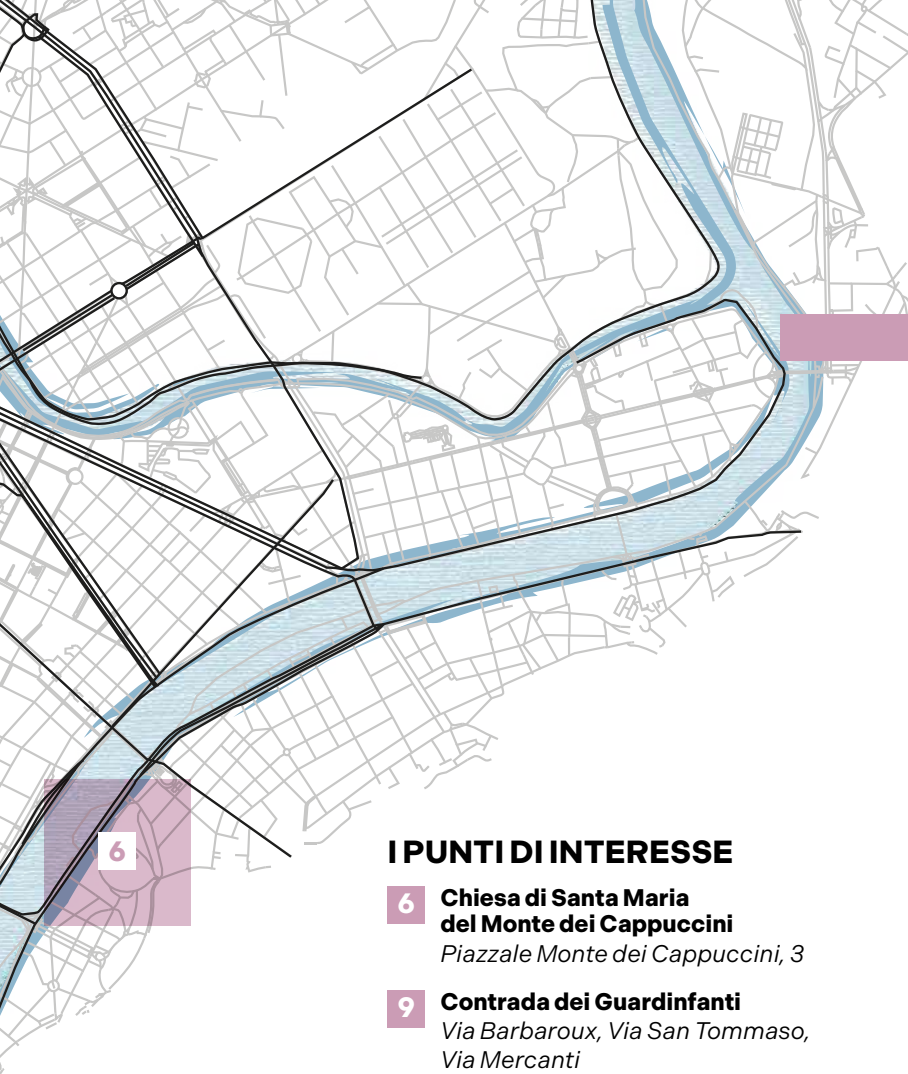 6
I PUNTI DI INTERESSE
6 Chiesa di Santa Maria
del Monte dei Cappuccini
Piazzale Monte dei Cappuccini, 3
9 Contrada dei Guardinfanti
Via Barbaroux, Via San Tommaso,
Via Mercanti